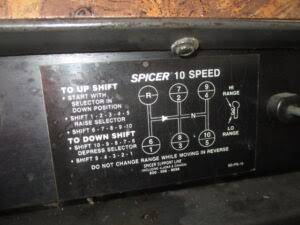 SPICER 10 SPEED
TO UP SHIFT
• START WITH
SELECTOR IN
DOWN POSITION
• SHIFT 1-2-3-4-5
RAISE SELECTOR
• SHIFT 6-7-8-9-10
TO DOWN SHIFT
• SHIFT 10-9-8-7-6
DEPRESS SELECTOR
• SHIFT 5-4-3-2-1
R 7 9
2 4
N
6 8 10
1 3 5
HI
RANGE
LO
RANGE
DO NOT CHANGE RANGE WHILE MOVING IN REVERSE
SPICER SUPPORT LINE